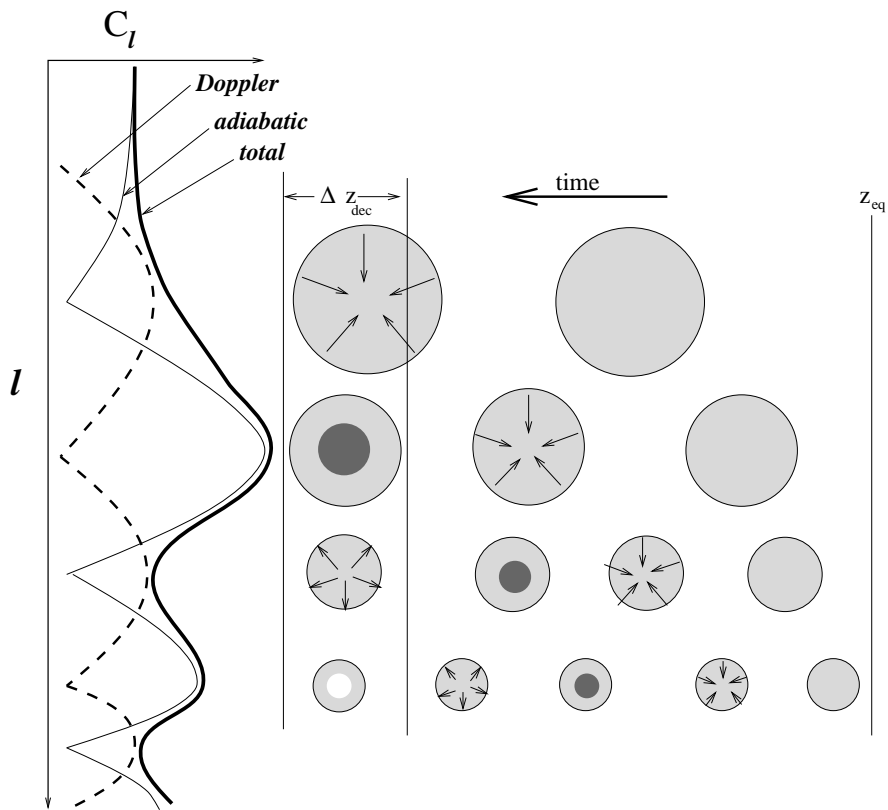 C_l
Doppler
adiabatic
total
Δ z_dec
time
z_eq
l